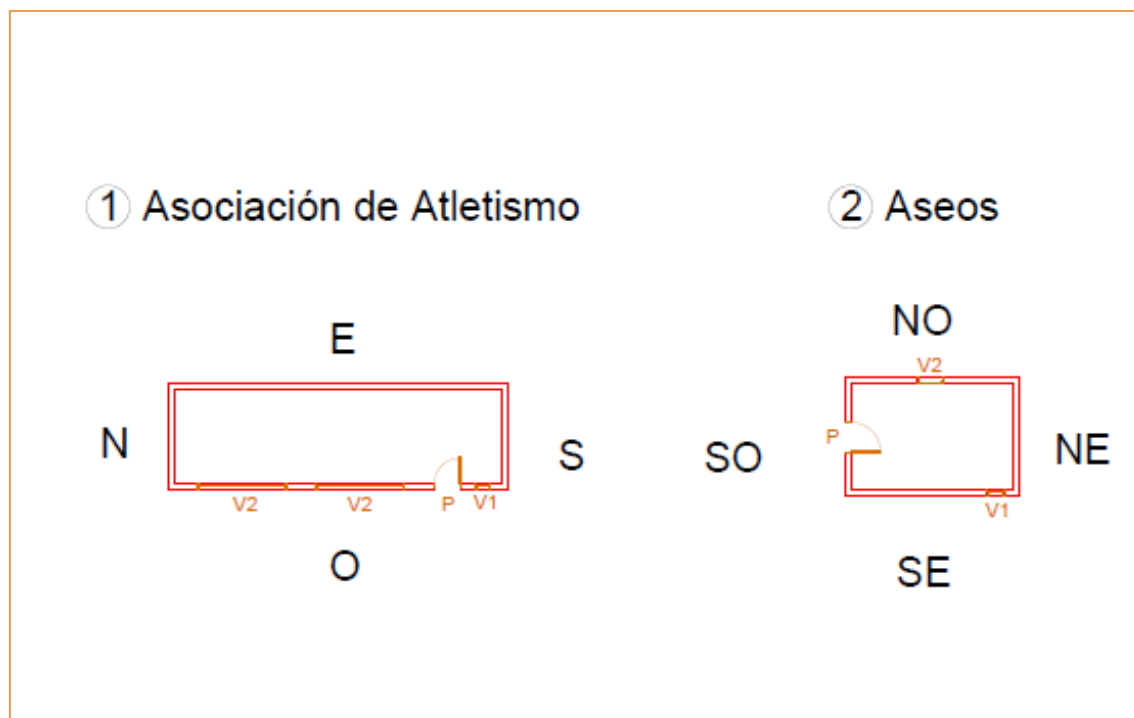 1 Asociación de Atletismo
E
N
S
V2 V2 P V1
O
2 Aseos
NO
V2
P
SO
NE
V1
SE